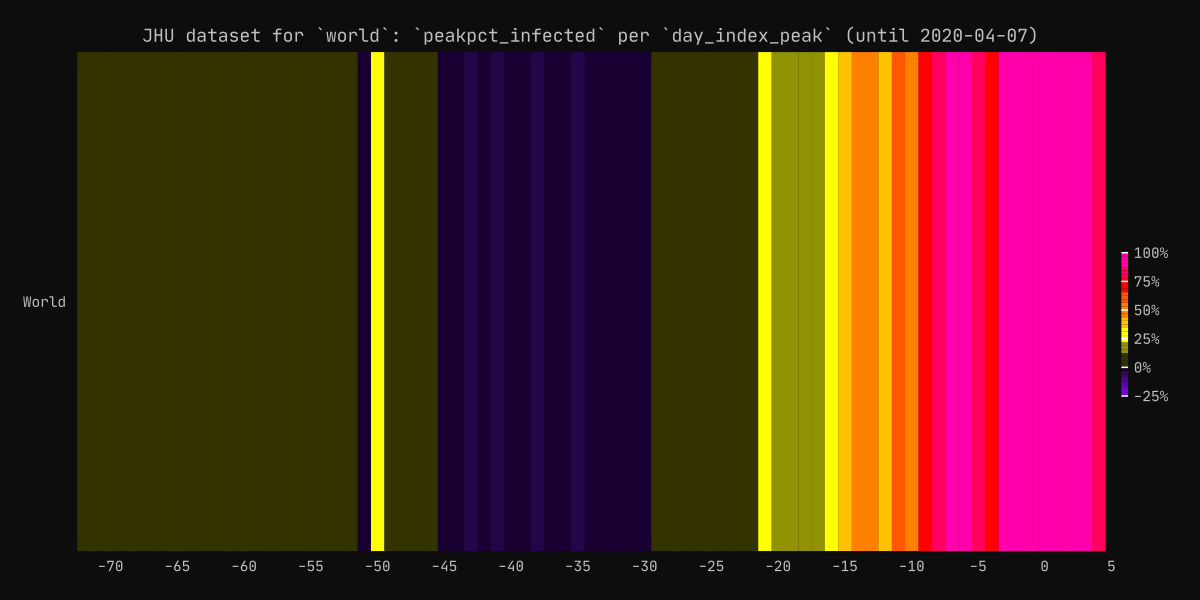 JHU dataset for `world`: `peakpct_infected` per `day_index_peak` (until 2020-04-07)
World
100%
75%
50%
25%
0%
-25%
-70 -65 -60 -55 -50 -45 -40 -35 -30 -25 -20 -15 -10 -5 0 5